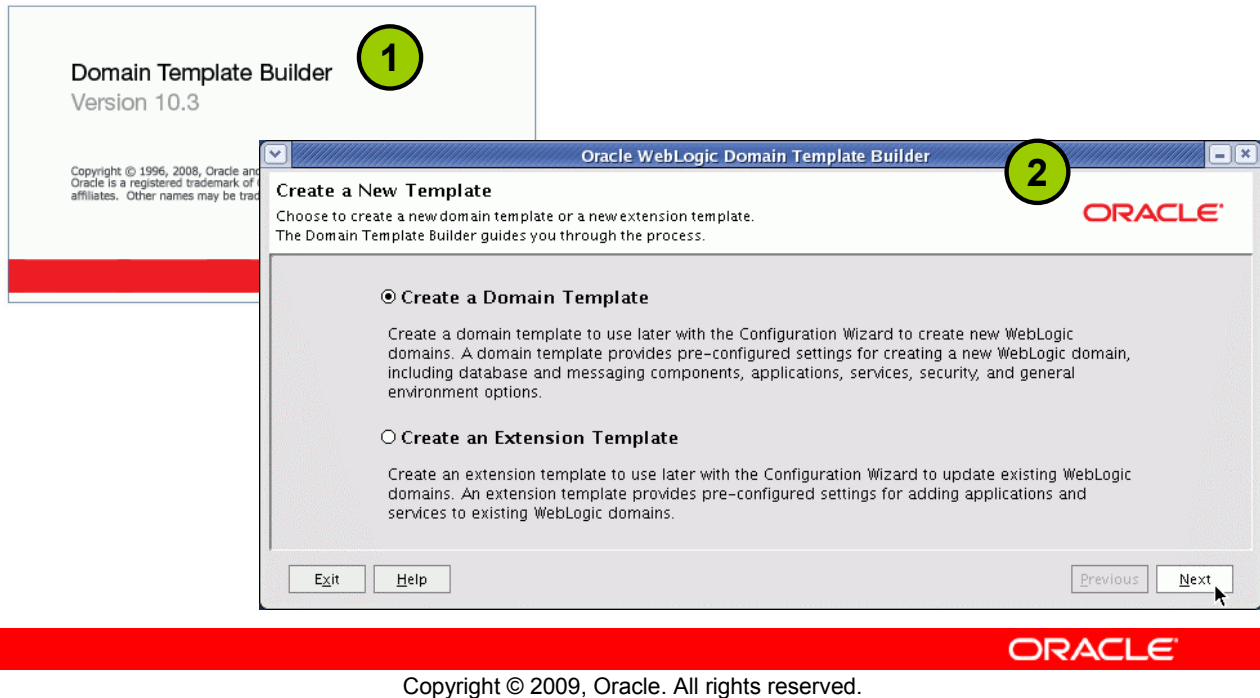 Domain Template Builder
1
Version 10.3
Copyright © 1996, 2008, Oracle and
Oracle is a registered trademark of
affiliates. Other names may be trad
Oracle WebLogic Domain Template Builder
2
Create a New Template
Choose to create a new domain template or a new extension template.
The Domain Template Builder guides you through the process.
ORACLE
Create a Domain Template
Create a domain template to use later with the Configuration Wizard to create new WebLogic
domains. A domain template provides pre-configured settings for creating a new WebLogic domain,
including database and messaging components, applications, services, security, and general
environment options.
Create an Extension Template
Create an extension template to use later with the Configuration Wizard to update existing WebLogic
domains. An extension template provides pre-configured settings for adding applications and
services to existing WebLogic domains.
Exit
Help
Previous
Next
ORACLE
Copyright © 2009, Oracle. All rights reserved.